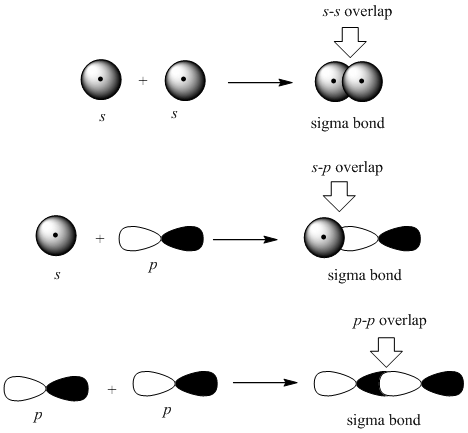 s-s overlap
+
s
s
sigma bond
s-p overlap
+
s
p
sigma bond
p-p overlap
+
p
p
sigma bond